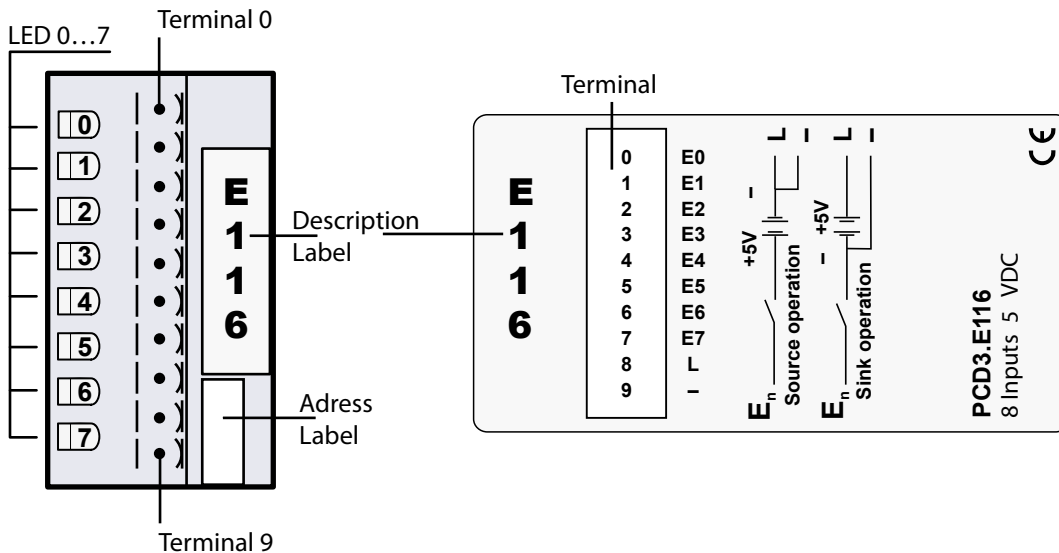 Terminal 0
LED 0…7
0
1
2
3
4
5
6
7
E
1
1
6
Description
Label
Adress
Label
Terminal 9
Terminal
E
1
1
6
0 E0
1 E1
2 E2
3 E3
4 E4
5 E5
6 E6
7 E7
8 L
9 –
L
–
–
+5V
En
Source operation
L
–
+5V
–
En
Sink operation
PCD3.E116
8 Inputs 5 VDC
CE